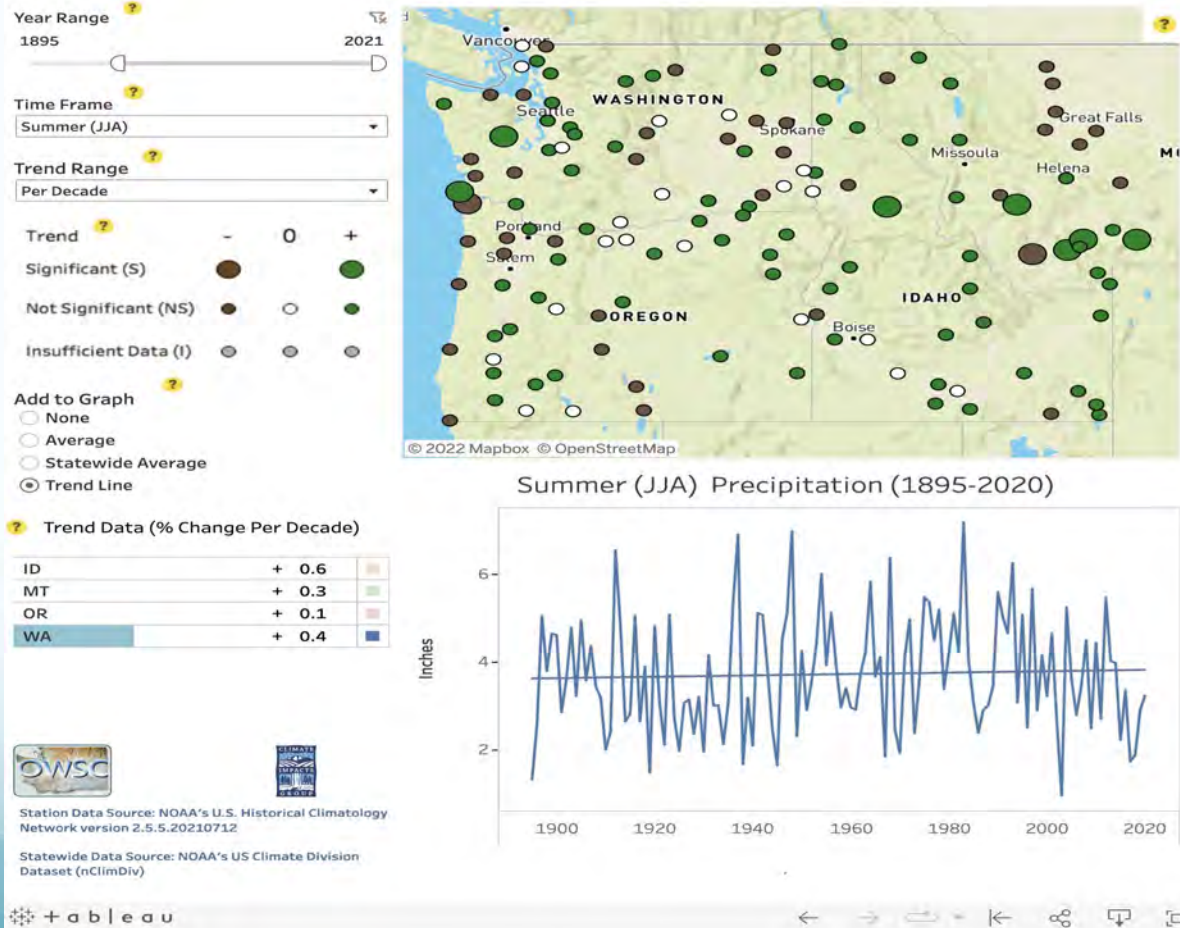 Year Range ?
1895 2021
Time Frame ?
Summer (JJA)
Trend Range ?
Per Decade
Trend ? - 0 +
Significant (S)
Not Significant (NS)
Insufficient Data (I)
Add to Graph ?
None
Average
Statewide Average
Trend Line
? Trend Data (% Change Per Decade)
ID + 0.6
MT + 0.3
OR + 0.1
WA + 0.4
OWSC
CLIMATE
IMPACTS
GROUP
Station Data Source: NOAA's U.S. Historical Climatology
Network version 2.5.5.20210712
Statewide Data Source: NOAA's US Climate Division
Dataset (nClimDiv)
+ a b l e a u
?
Vancouver
WASHINGTON
Seattle
Spokane
Great Falls
Missoula
Helena
Portland
Salem
IDAHO
OREGON
Boise
© 2022 Mapbox © OpenStreetMap
Summer (JJA) Precipitation (1895-2020)
Inches
6
4
2
1900 1920 1940 1960 1980 2000 2020